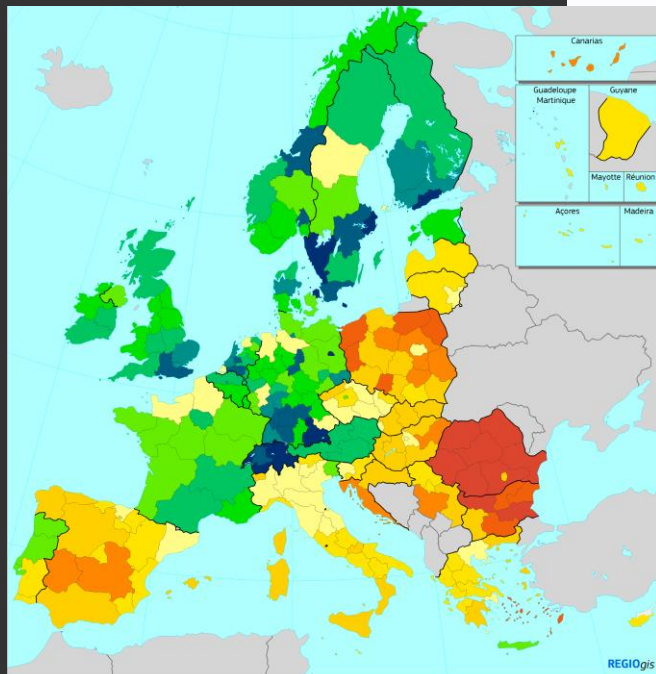 Canarias
Guadeloupe
Martinique
Guyane
Mayotte
Réunion
Açores
Madeira
REGIOgis